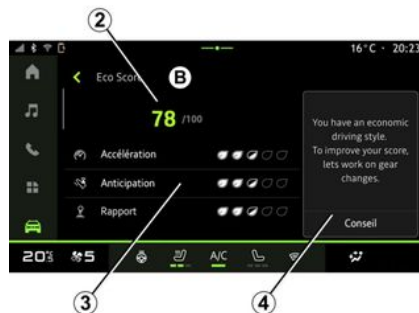 2
16°C · 20:23
Eco Score
B
78 /100
Accélération
Anticipation
Rapport
You have an economic
driving style.
To improve your score,
lets work on gear
changes.
Conseil
20°5
5
A/C
3
4